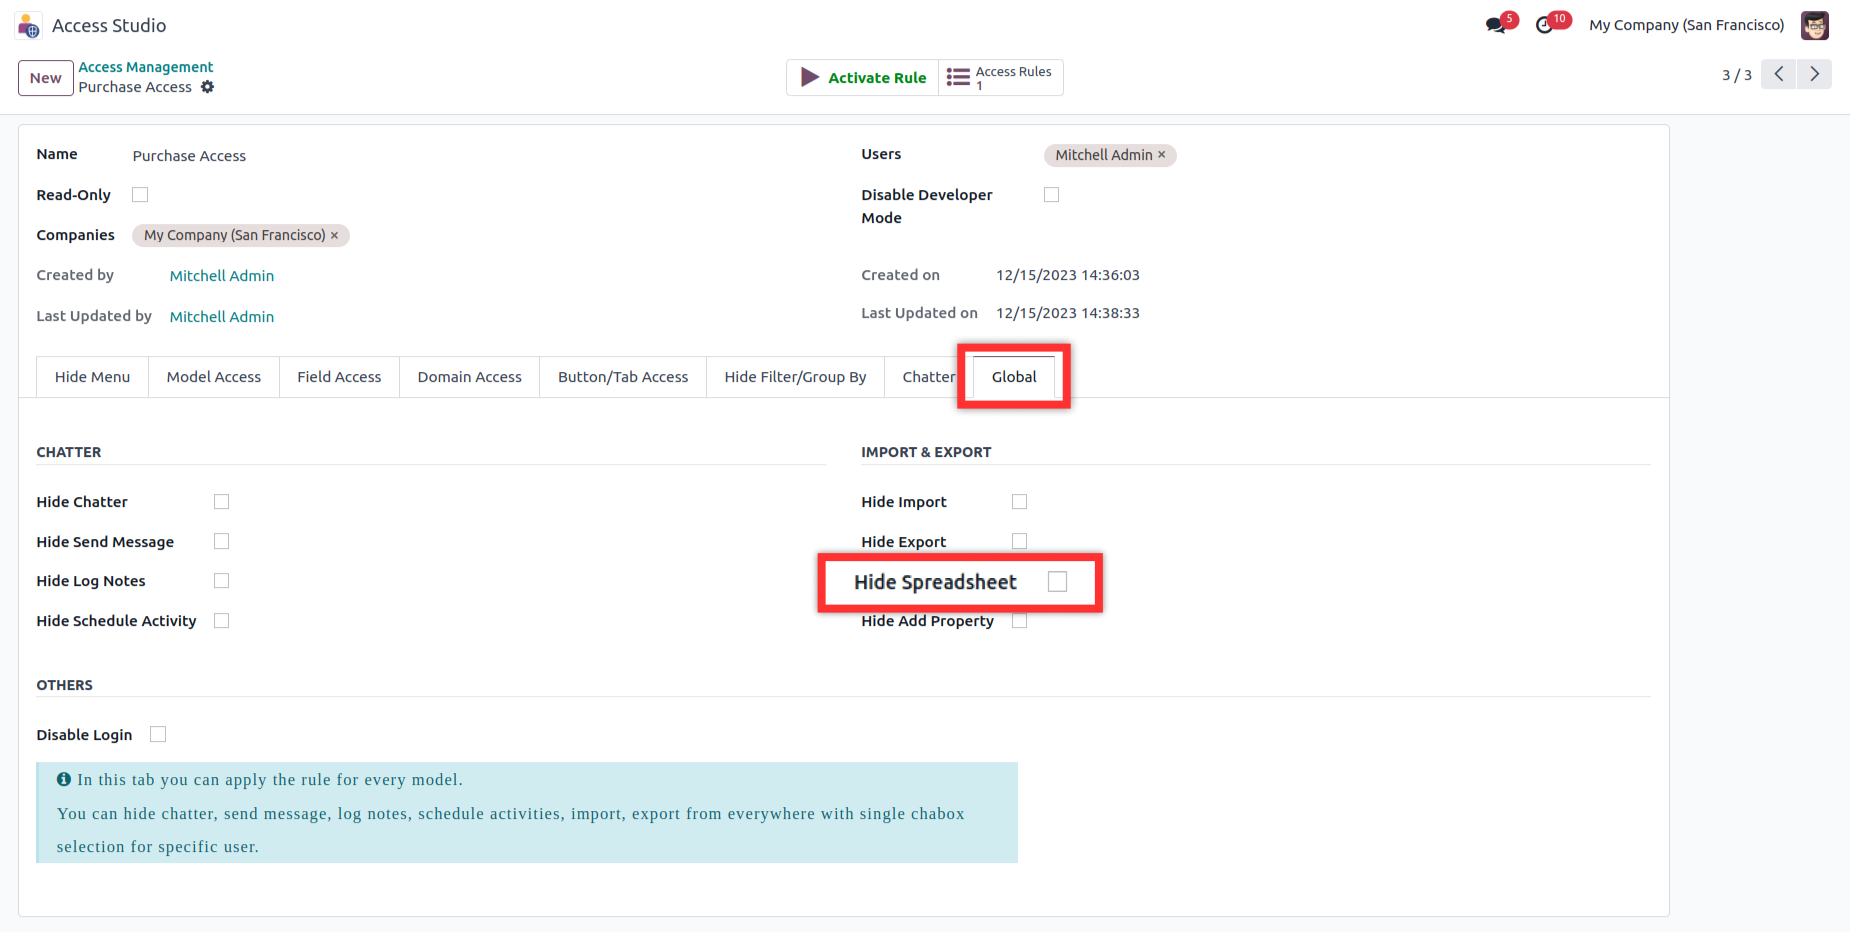 Access Studio
5
10
My Company (San Francisco)
New
Access Management
Purchase Access
Activate Rule
Access Rules
1
3 / 3
Name
Purchase Access
Users
Mitchell Admin ×
Read-Only
Disable Developer
Mode
Companies
My Company (San Francisco) ×
Created by
Mitchell Admin
Created on
12/15/2023 14:36:03
Last Updated by
Mitchell Admin
Last Updated on
12/15/2023 14:38:33
Hide Menu
Model Access
Field Access
Domain Access
Button/Tab Access
Hide Filter/Group By
Chatter
Global
CHATTER
IMPORT & EXPORT
Hide Chatter
Hide Import
Hide Send Message
Hide Export
Hide Log Notes
Hide Spreadsheet
Hide Schedule Activity
Hide Add Property
OTHERS
Disable Login
In this tab you can apply the rule for every model.
You can hide chatter, send message, log notes, schedule activities, import, export from everywhere with single chabox
selection for specific user.